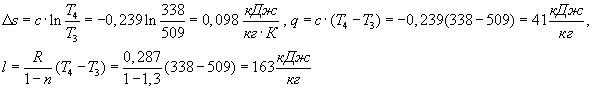 Δs = c · ln T₄/T₃ = −0,239 ln 338/509 = 0,098 кДж/(кг · К), q = c · (T₄ − T₃) = −0,239(338 − 509) = 41 кДж/кг,
l = R/(1 − n) (T₄ − T₃) = 0,287/(1 − 1,3) (338 − 509) = 163 кДж/кг